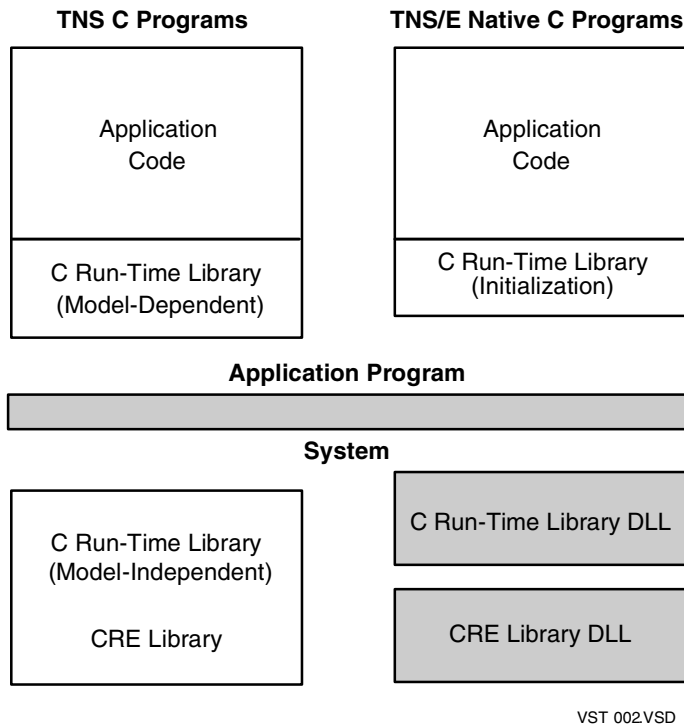 TNS C Programs
TNS/E Native C Programs
Application
Code
Application
Code
C Run-Time Library
(Model-Dependent)
C Run-Time Library
(Initialization)
Application Program
System
C Run-Time Library
(Model-Independent)
CRE Library
C Run-Time Library DLL
CRE Library DLL
VST 002.VSD